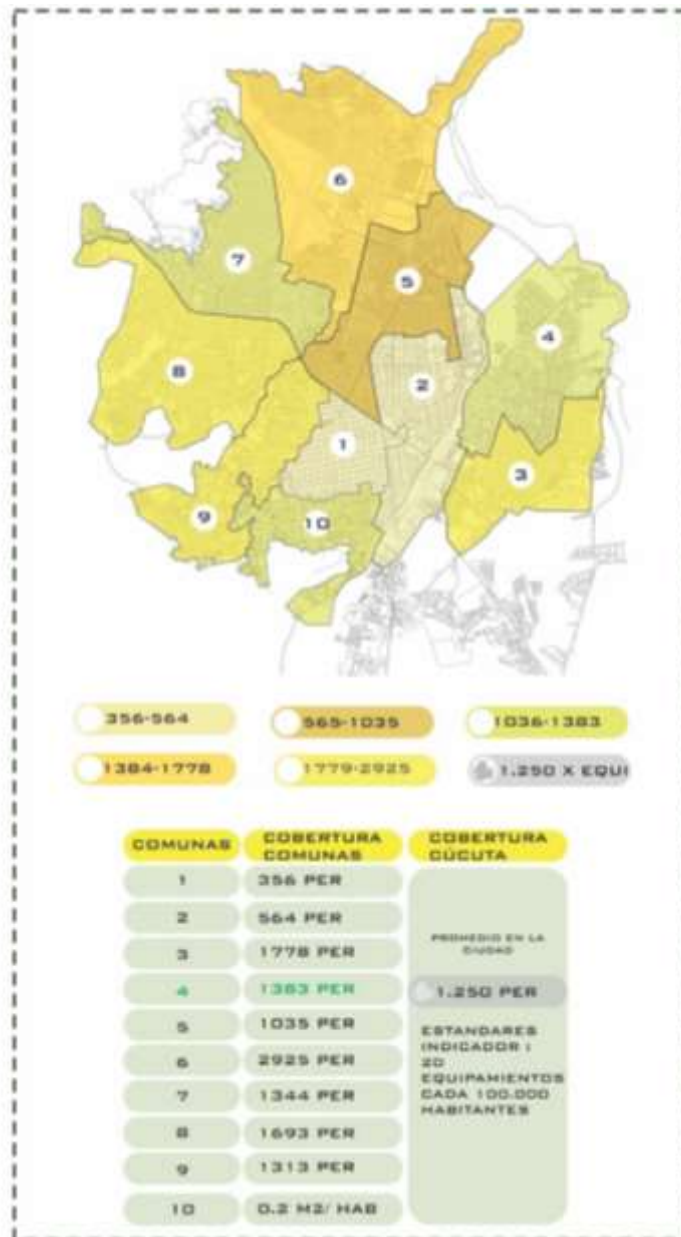 6
7
5
4
8
2
1
3
9
10
356-564
565-1035
1036-1383
1384-1778
1779-2925
1.250 X EQUI
COMUNAS
COBERTURA
COMUNAS
COBERTURA
CÚCUTA
1
356 PER
2
564 PER
PROMEDIO EN LA
CIUDAD
3
1778 PER
4
1383 PER
1.250 PER
5
1035 PER
ESTANDARES
INDICADOR :
20
EQUIPAMIENTOS
CADA 100.000
HABITANTES
6
2925 PER
7
1344 PER
8
1693 PER
9
1313 PER
10
0.2 M2/ HAB